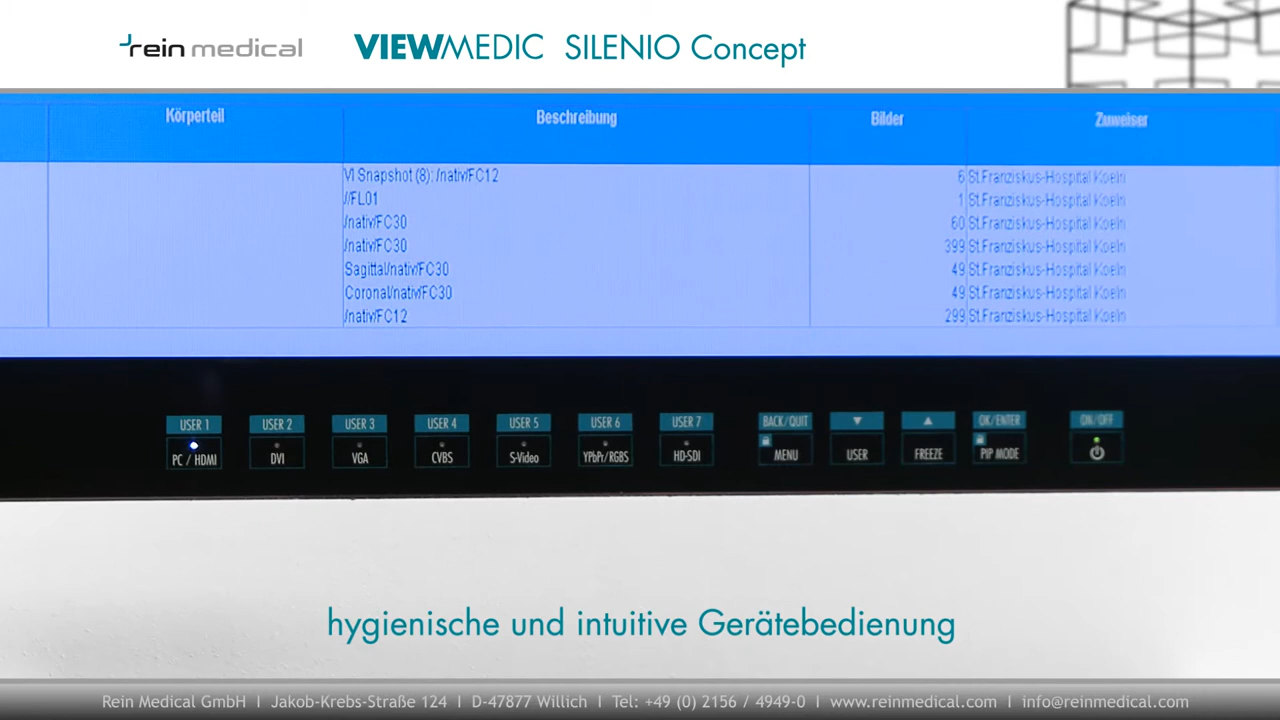 rein medical VIEWMEDIC SILENIO Concept
Körperteil Beschreibung Bilder Zuweiser
VI Snapshot (8): /nativ/FC12 6 St.Franziskus-Hospital Koeln
//FL01 1 St.Franziskus-Hospital Koeln
/nativ/FC30 60 St.Franziskus-Hospital Koeln
/nativ/FC30 399 St.Franziskus-Hospital Koeln
Sagittal/nativ/FC30 49 St.Franziskus-Hospital Koeln
Coronal/nativ/FC30 49 St.Franziskus-Hospital Koeln
/nativ/FC12 299 St.Franziskus-Hospital Koeln
USER 1 USER 2 USER 3 USER 4 USER 5 USER 6 USER 7 BACK/QUIT OK/ENTER ON/OFF
PC / HDMI DVI VGA CVBS S-Video YPbPr/RGBS HD-SDI MENU USER FREEZE PIP MODE
hygienische und intuitive Gerätebedienung
Rein Medical GmbH | Jakob-Krebs-Straße 124 | D-47877 Willich | Tel: +49 (0) 2156 / 4949-0 | www.reinmedical.com | info@reinmedical.com